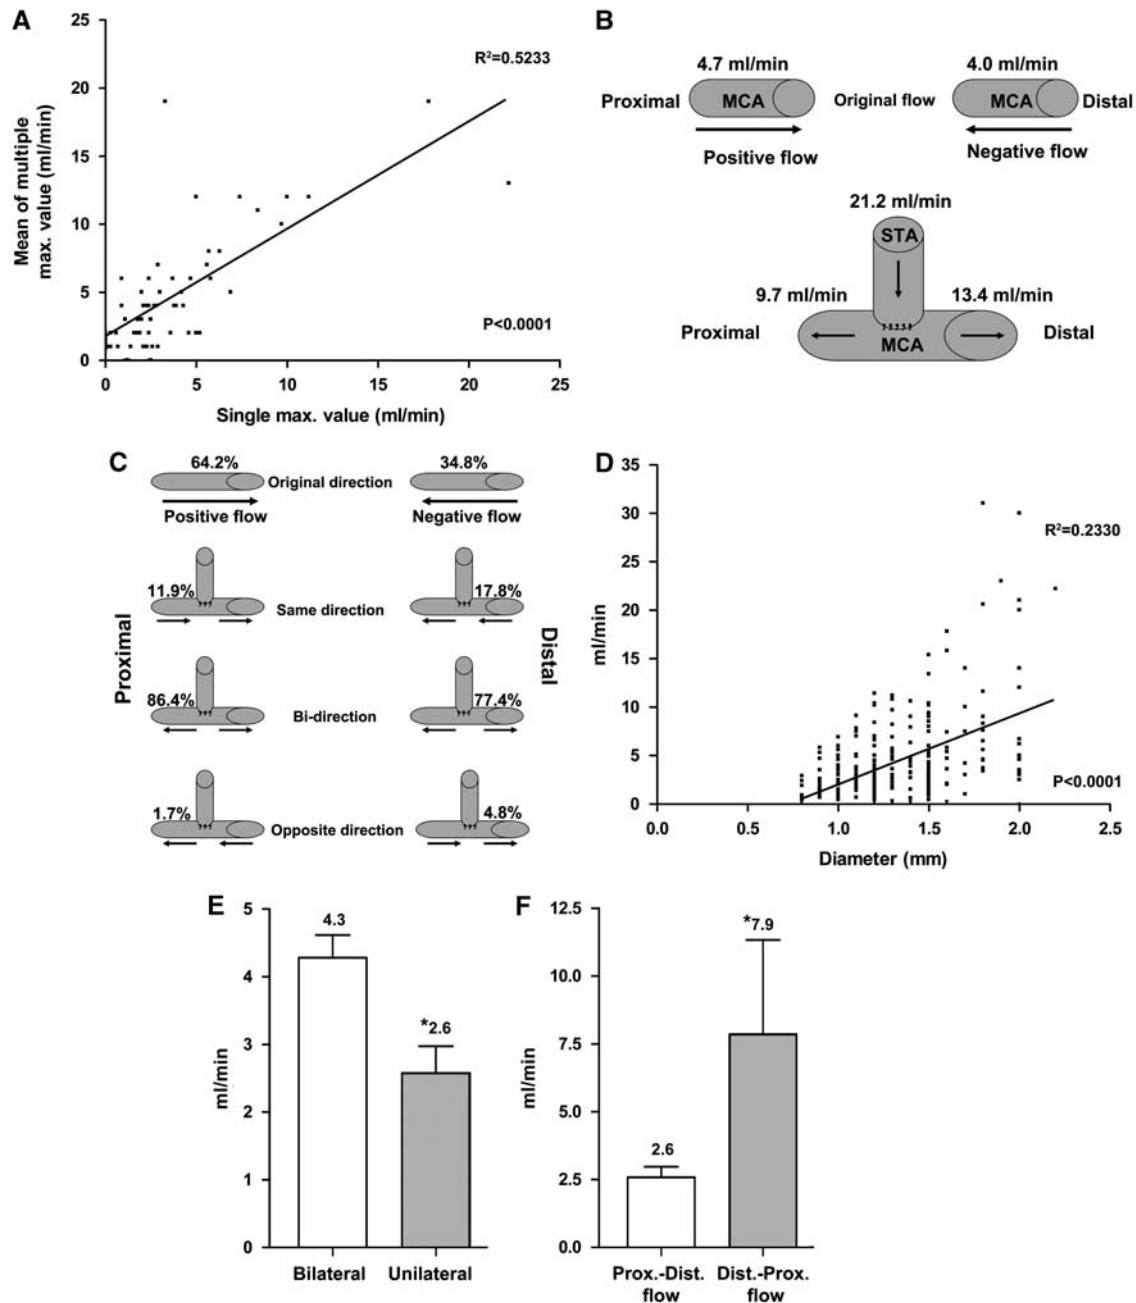 A
25
20
15
10
5
0
0 5 10 15 20 25
Mean of multiple
max. value (ml/min)
Single max. value (ml/min)
R²=0.5233
P<0.0001
B
4.7 ml/min
4.0 ml/min
Proximal MCA Original flow MCA Distal
Positive flow
Negative flow
21.2 ml/min
STA
9.7 ml/min 13.4 ml/min
Proximal Distal
MCA
C
64.2% 34.8%
Original direction
Positive flow Negative flow
11.9% 17.8%
Same direction
Proximal
Distal
86.4% 77.4%
Bi-direction
1.7% 4.8%
Opposite direction
D
35
30
25
20
15
10
5
0
0.0 0.5 1.0 1.5 2.0 2.5
ml/min
Diameter (mm)
R²=0.2330
P<0.0001
E
5
4
3
2
1
0
ml/min
4.3
*2.6
Bilateral Unilateral
F
12.5
10.0
7.5
5.0
2.5
0.0
ml/min
2.6
*7.9
Prox.-Dist. Dist.-Prox.
flow flow